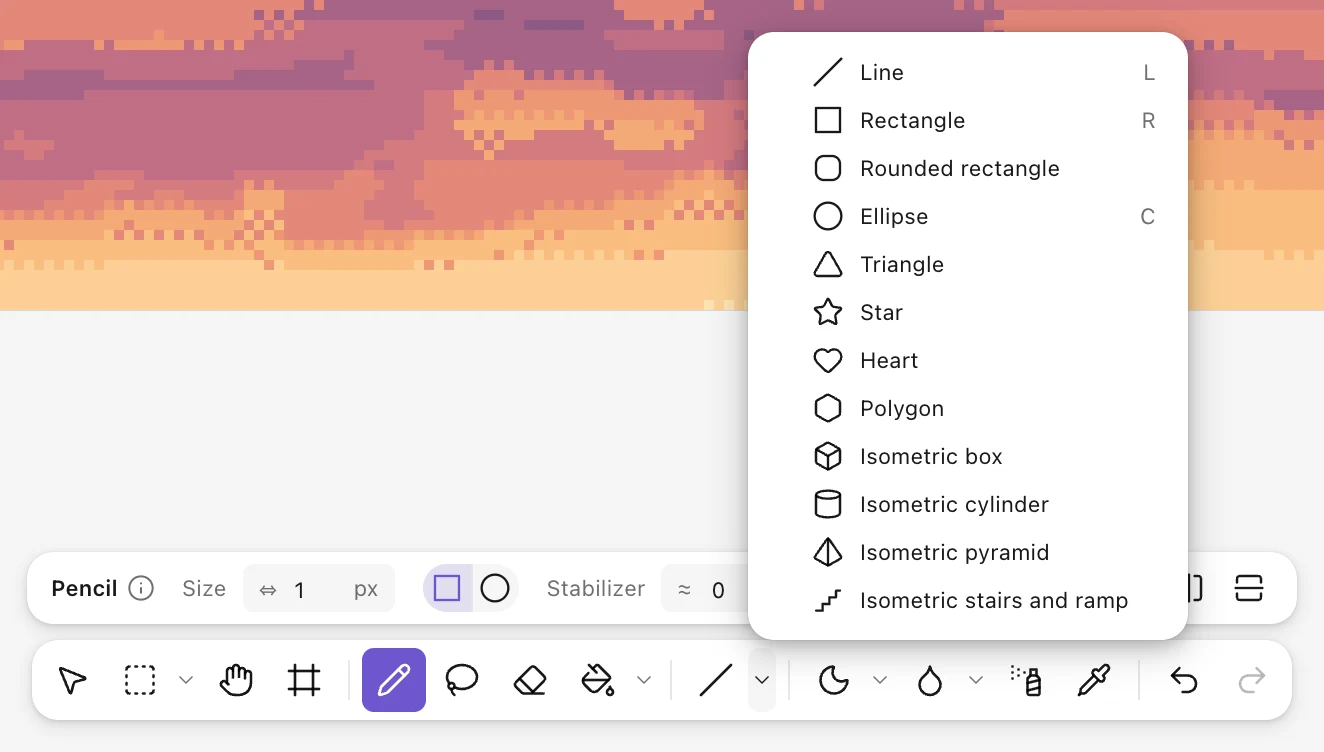 Line L
Rectangle R
Rounded rectangle
Ellipse C
Triangle
Star
Heart
Polygon
Isometric box
Isometric cylinder
Isometric pyramid
Isometric stairs and ramp
Pencil Size 1 px Stabilizer ≈ 0